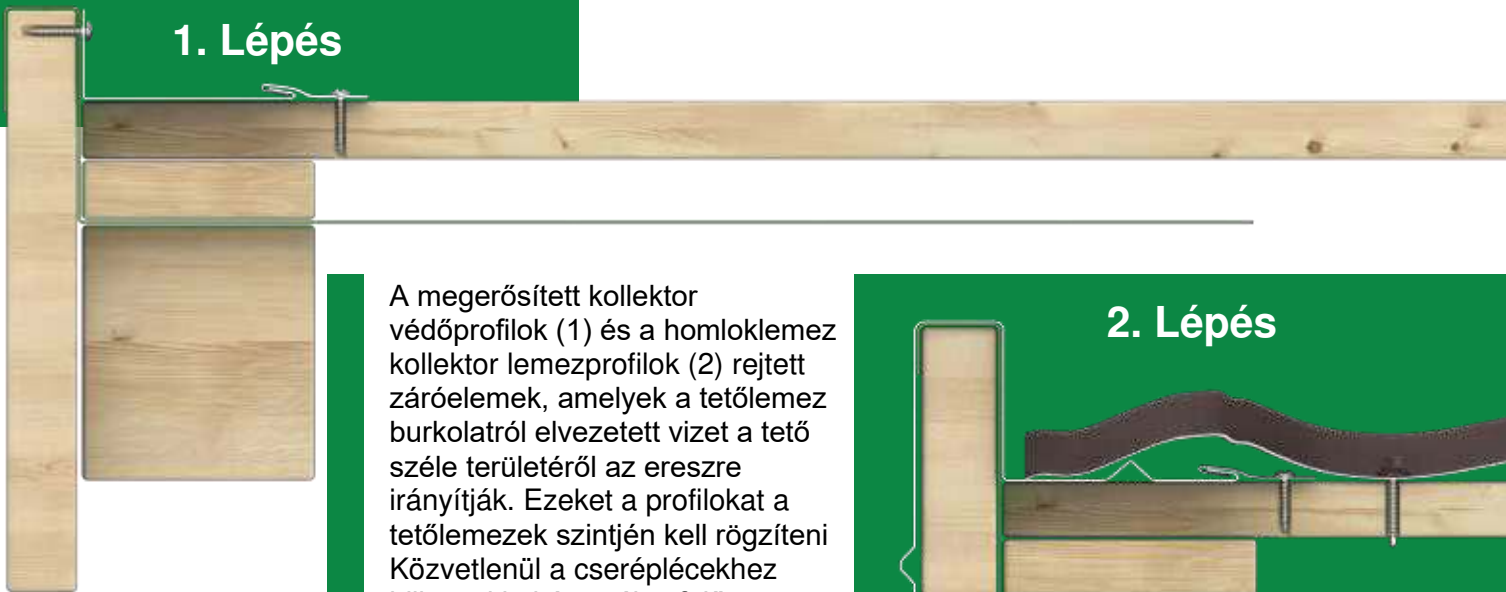 1. Lépés
A megerősített kollektor
védőprofilok (1) és a homloklemez
kollektor lemezprofilok (2) rejtett
záróelemek, amelyek a tetőlemez
burkolatról elvezetett vizet a tető
széle területéről az ereszre
irányítják. Ezeket a profilokat a
tetőlemezek szintjén kell rögzíteni
Közvetlenül a cseréplécekhez
2. Lépés